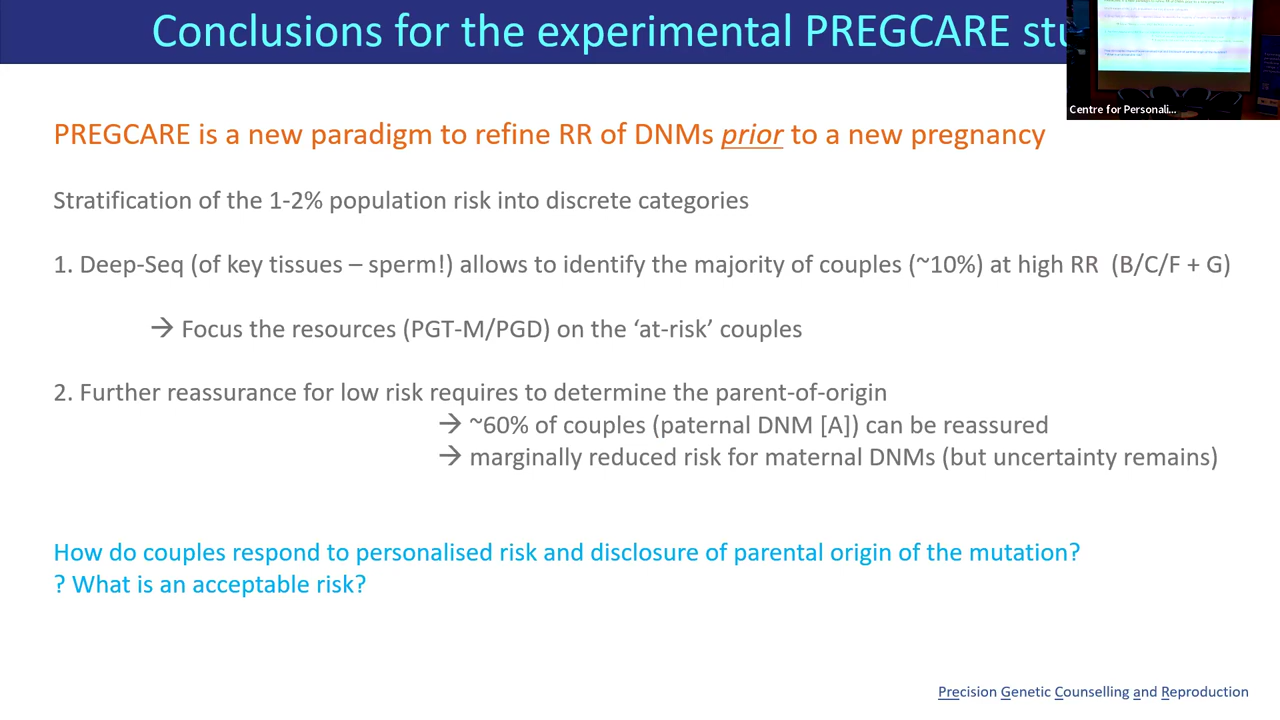 Conclusions for the experimental PREGCARE stu
Centre for Personali...
PREGCARE is a new paradigm to refine RR of DNMs prior to a new pregnancy
Stratification of the 1-2% population risk into discrete categories
1. Deep-Seq (of key tissues – sperm!) allows to identify the majority of couples (~10%) at high RR (B/C/F + G)
→ Focus the resources (PGT-M/PGD) on the ‘at-risk’ couples
2. Further reassurance for low risk requires to determine the parent-of-origin
→ ~60% of couples (paternal DNM [A]) can be reassured
→ marginally reduced risk for maternal DNMs (but uncertainty remains)
How do couples respond to personalised risk and disclosure of parental origin of the mutation?
? What is an acceptable risk?
Precision Genetic Counselling and Reproduction